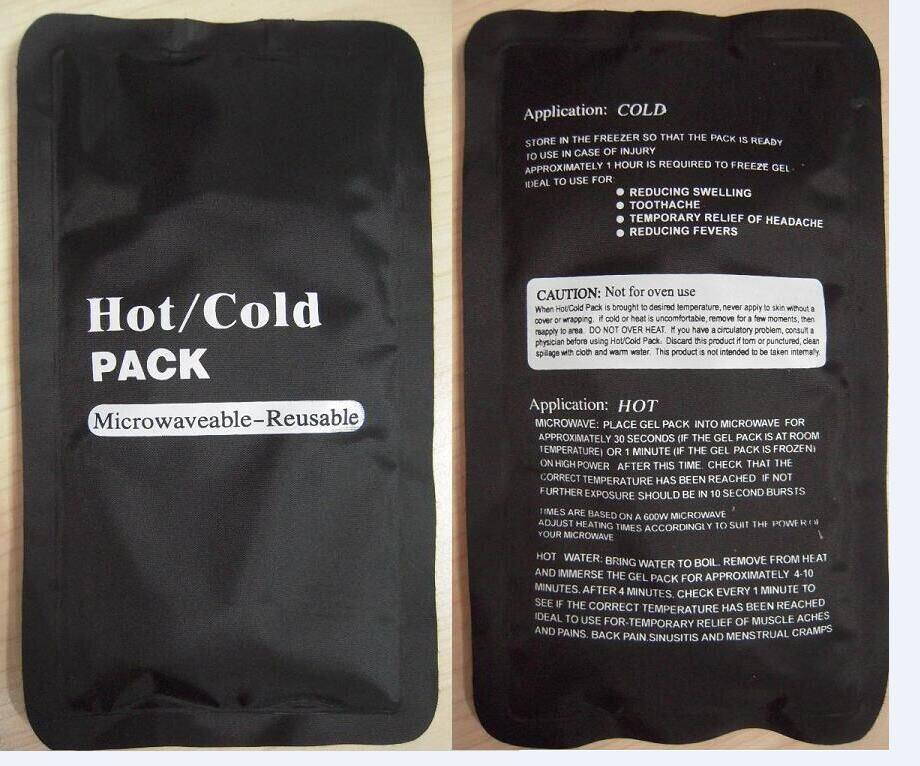 Hot/Cold
PACK
Microwaveable-Reusable
Application: COLD
STORE IN THE FREEZER SO THAT THE PACK IS READY
TO USE IN CASE OF INJURY
APPROXIMATELY 1 HOUR IS REQUIRED TO FREEZE GEL
IDEAL TO USE FOR:
● REDUCING SWELLING
● TOOTHACHE
● TEMPORARY RELIEF OF HEADACHE
● REDUCING FEVERS
CAUTION: Not for oven use
When Hot/Cold Pack is brought to desired temperature, never apply to skin without a
cover or wrapping. if cold or heat is uncomfortable, remove for a few moments, then
reapply to area. DO NOT OVER HEAT. If you have a circulatory problem, consult a
physician before using Hot/Cold Pack. Discard this product if torn or punctured, clean
spillage with cloth and warm water. This product is not intended to be taken internally.
Application: HOT
MICROWAVE: PLACE GEL PACK INTO MICROWAVE FOR
APPROXIMATELY 30 SECONDS (IF THE GEL PACK IS AT ROOM
TEMPERATURE) OR 1 MINUTE (IF THE GEL PACK IS FROZEN)
ON HIGH POWER AFTER THIS TIME. CHECK THAT THE
CORRECT TEMPERATURE HAS BEEN REACHED IF NOT
FURTHER EXPOSURE SHOULD BE IN 10 SECOND BURSTS
TIMES ARE BASED ON A 600W MICROWAVE
ADJUST HEATING TIMES ACCORDINGLY TO SUIT THE POWER OF
YOUR MICROWAVE
HOT WATER: BRING WATER TO BOIL. REMOVE FROM HEAT
AND IMMERSE THE GEL PACK FOR APPROXIMATELY 4-10
MINUTES. AFTER 4 MINUTES. CHECK EVERY 1 MINUTE TO
SEE IF THE CORRECT TEMPERATURE HAS BEEN REACHED
IDEAL TO USE FOR-TEMPORARY RELIEF OF MUSCLE ACHES
AND PAINS. BACK PAIN.SINUSITIS AND MENSTRUAL CRAMPS